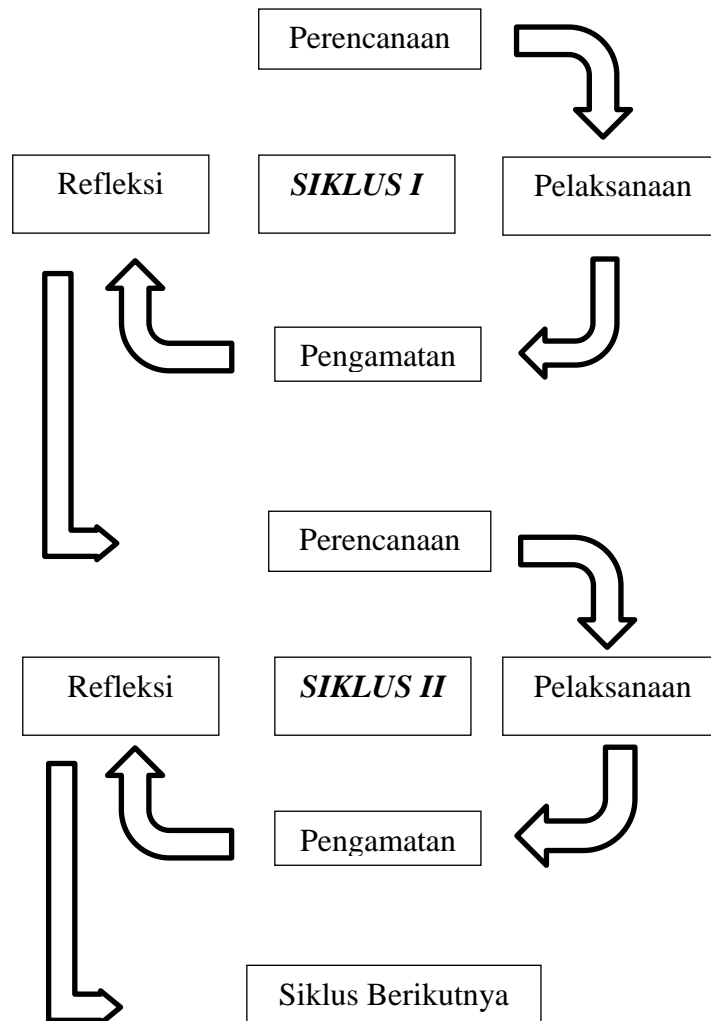 Perencanaan
Refleksi
SIKLUS I
Pelaksanaan
Pengamatan
Perencanaan
Refleksi
SIKLUS II
Pelaksanaan
Pengamatan
Siklus Berikutnya